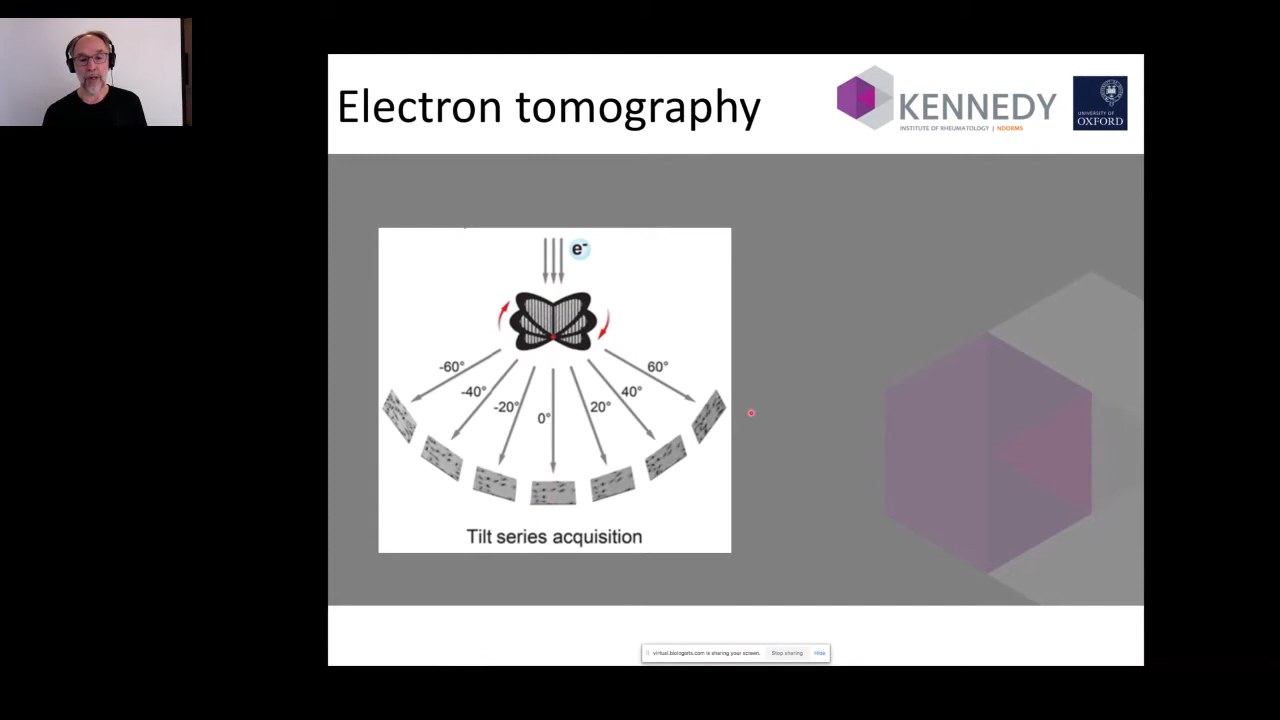 Electron tomography
KENNEDY
INSTITUTE OF RHEUMATOLOGY | NDORMS
UNIVERSITY OF
OXFORD
e⁻
-60°
60°
-40°
40°
-20°
20°
0°
Tilt series acquisition
virtual.biologists.com is sharing your screen.
Stop sharing
Hide